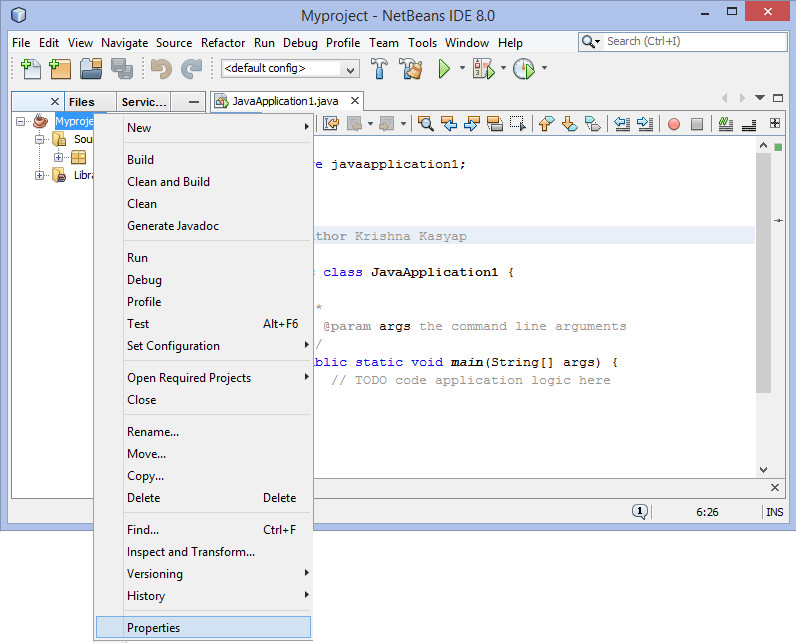 Myproject - NetBeans IDE 8.0
File Edit View Navigate Source Refactor Run Debug Profile Team Tools Window Help
Search (Ctrl+I)
<default config>
Files Servic... JavaApplication1.java
Myproje
Sou
Libra
New
Build
Clean and Build
Clean
Generate Javadoc
Run
Debug
Profile
Test Alt+F6
Set Configuration
Open Required Projects
Close
Rename...
Move...
Copy...
Delete Delete
Find... Ctrl+F
Inspect and Transform...
Versioning
History
Properties
e javaapplication1;
thor Krishna Kasyap
class JavaApplication1 {
*
@param args the command line arguments
/
blic static void main(String[] args) {
// TODO code application logic here
1 6:26 INS